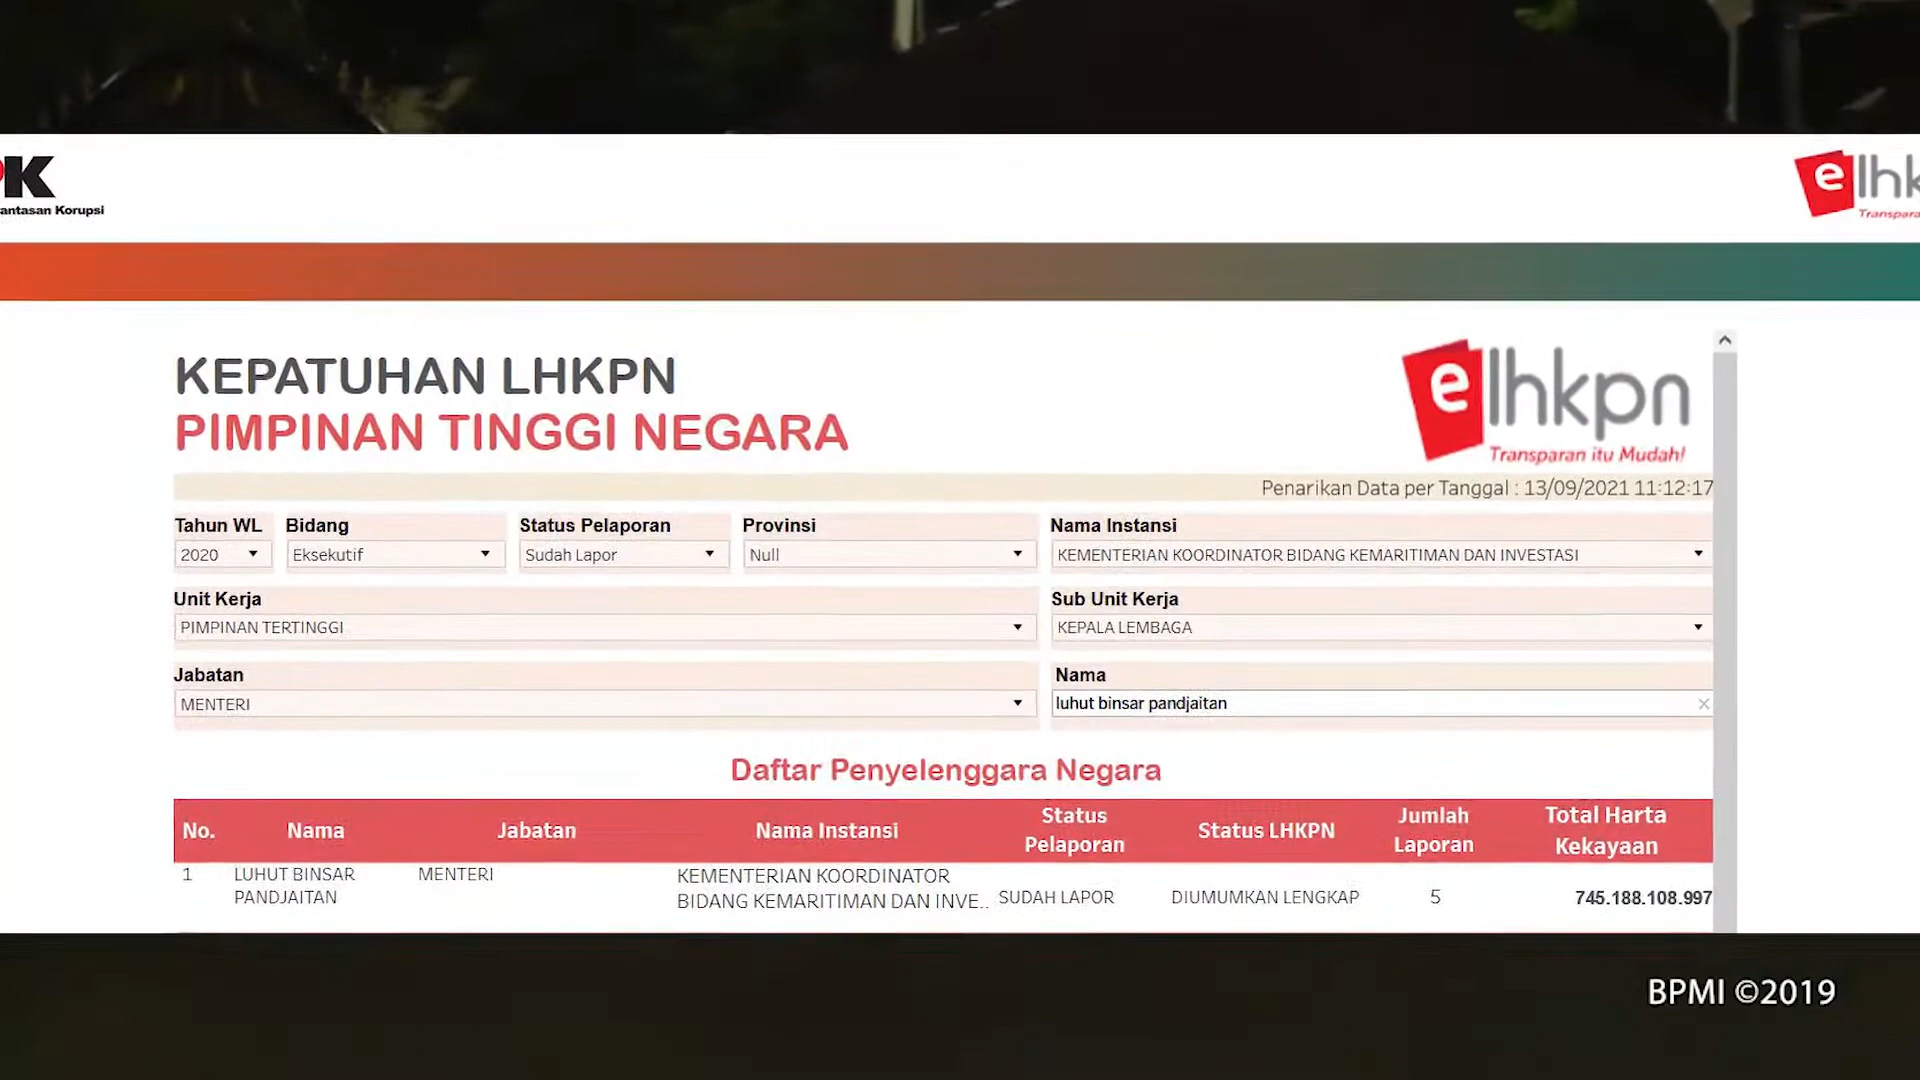 PK
antasan Korupsi
elhk
Transpara
KEPATUHAN LHKPN
PIMPINAN TINGGI NEGARA
elhkpn
Transparan itu Mudah!
Penarikan Data per Tanggal : 13/09/2021 11:12:17
Tahun WL Bidang Status Pelaporan Provinsi Nama Instansi
2020 Eksekutif Sudah Lapor Null KEMENTERIAN KOORDINATOR BIDANG KEMARITIMAN DAN INVESTASI
Unit Kerja Sub Unit Kerja
PIMPINAN TERTINGGI KEPALA LEMBAGA
Jabatan Nama
MENTERI luhut binsar pandjaitan
Daftar Penyelenggara Negara
No. Nama Jabatan Nama Instansi Status Pelaporan Status LHKPN Jumlah Laporan Total Harta Kekayaan
1 LUHUT BINSAR PANDJAITAN MENTERI KEMENTERIAN KOORDINATOR BIDANG KEMARITIMAN DAN INVE.. SUDAH LAPOR DIUMUMKAN LENGKAP 5 745.188.108.997
BPMI ©2019